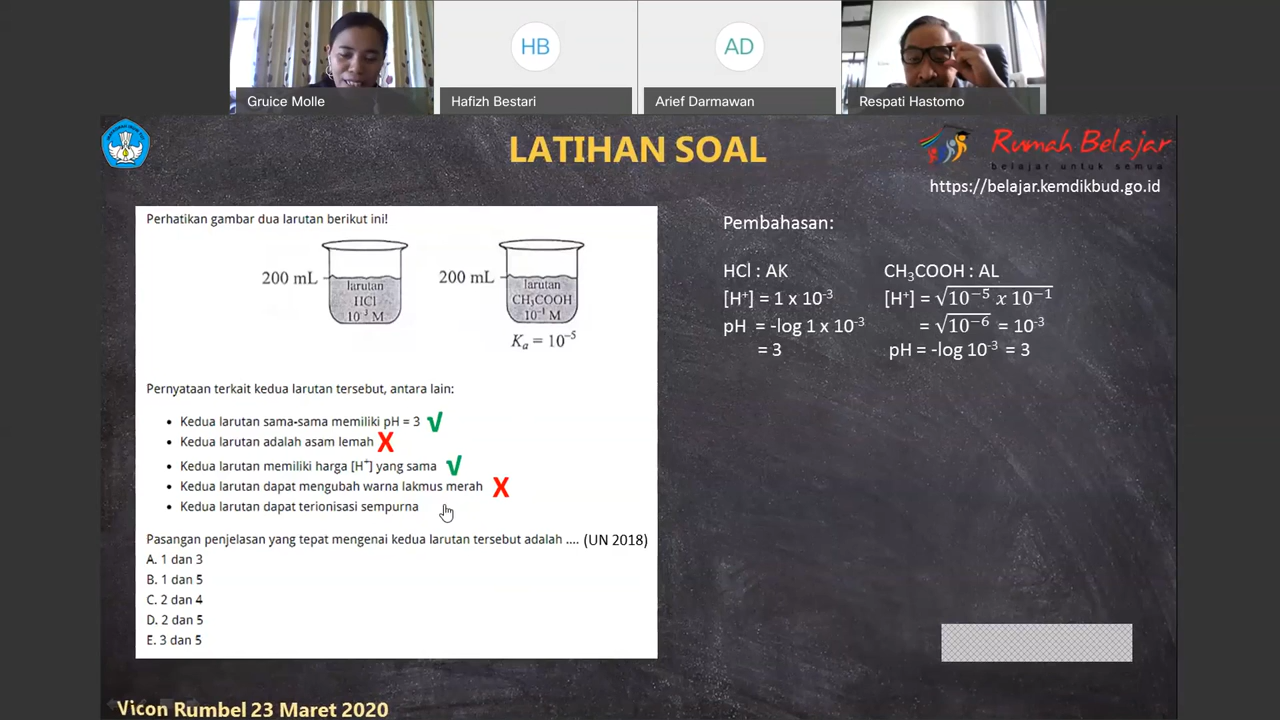 HB
AD
Gruice Molle
Hafizh Bestari
Arief Darmawan
Respati Hastomo
LATIHAN SOAL
Rumah Belajar
belajar untuk semua
https://belajar.kemdikbud.go.id
Perhatikan gambar dua larutan berikut ini!
200 mL
larutan
HCl
10⁻³ M
200 mL
larutan
CH₃COOH
10⁻¹ M
Kₐ = 10⁻⁵
Pernyataan terkait kedua larutan tersebut, antara lain:
• Kedua larutan sama-sama memiliki pH = 3 √
• Kedua larutan adalah asam lemah X
• Kedua larutan memiliki harga [H⁺] yang sama √
• Kedua larutan dapat mengubah warna lakmus merah X
• Kedua larutan dapat terionisasi sempurna
Pasangan penjelasan yang tepat mengenai kedua larutan tersebut adalah .... (UN 2018)
A. 1 dan 3
B. 1 dan 5
C. 2 dan 4
D. 2 dan 5
E. 3 dan 5
Pembahasan:
HCl : AK
[H⁺] = 1 x 10⁻³
pH = -log 1 x 10⁻³
= 3
CH₃COOH : AL
[H⁺] = √10⁻⁵ x 10⁻¹
= √10⁻⁶ = 10⁻³
pH = -log 10⁻³ = 3
Vicon Rumbel 23 Maret 2020